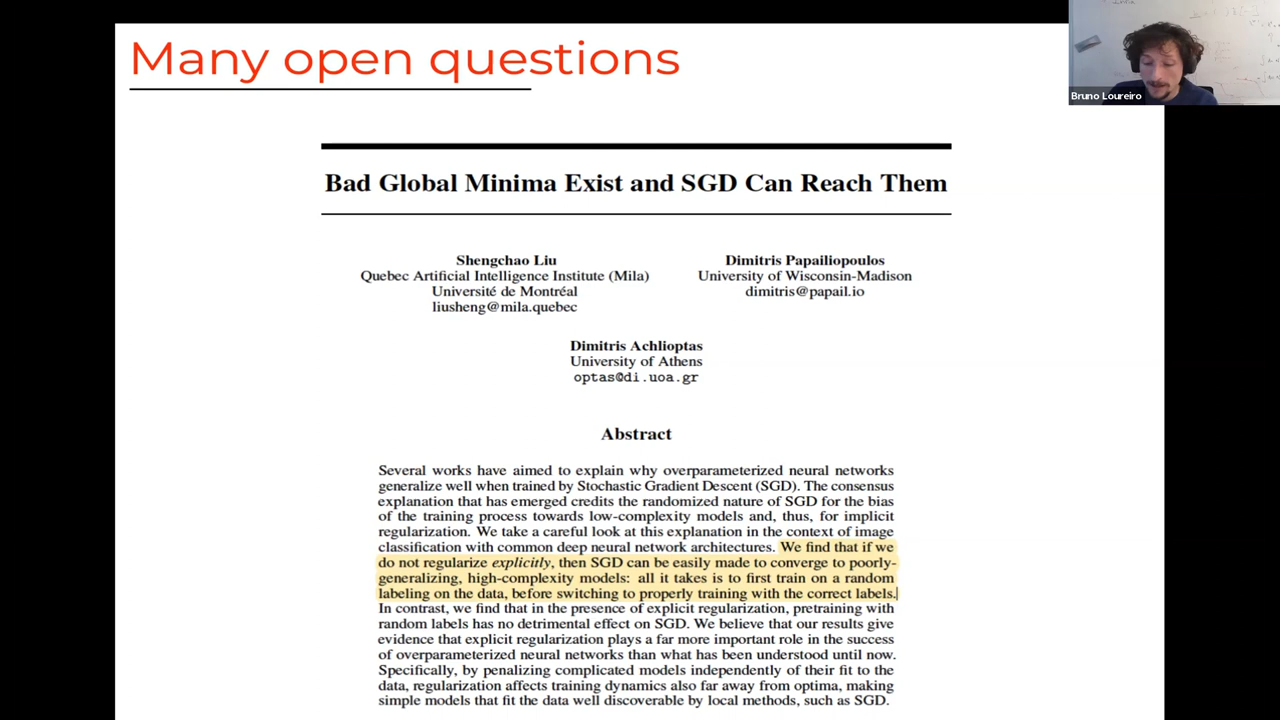 Many open questions
Bruno Loureiro
Bad Global Minima Exist and SGD Can Reach Them
Shengchao Liu
Quebec Artificial Intelligence Institute (Mila)
Université de Montréal
liusheng@mila.quebec
Dimitris Papailiopoulos
University of Wisconsin-Madison
dimitris@papail.io
Dimitris Achlioptas
University of Athens
optas@di.uoa.gr
Abstract
Several works have aimed to explain why overparameterized neural networks
generalize well when trained by Stochastic Gradient Descent (SGD). The consensus
explanation that has emerged credits the randomized nature of SGD for the bias
of the training process towards low-complexity models and, thus, for implicit
regularization. We take a careful look at this explanation in the context of image
classification with common deep neural network architectures. We find that if we
do not regularize explicitly, then SGD can be easily made to converge to poorly-
generalizing, high-complexity models: all it takes is to first train on a random
labeling on the data, before switching to properly training with the correct labels.
In contrast, we find that in the presence of explicit regularization, pretraining with
random labels has no detrimental effect on SGD. We believe that our results give
evidence that explicit regularization plays a far more important role in the success
of overparameterized neural networks than what has been understood until now.
Specifically, by penalizing complicated models independently of their fit to the
data, regularization affects training dynamics also far away from optima, making
simple models that fit the data well discoverable by local methods, such as SGD.